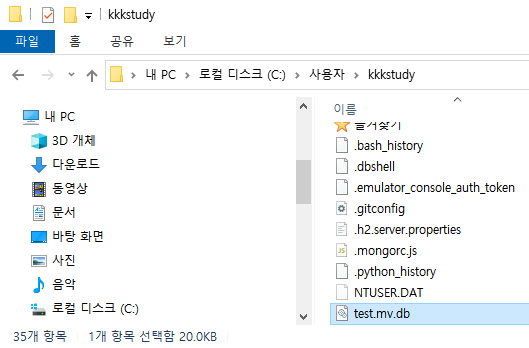 kkkstudy
파일 홈 공유 보기
내 PC > 로컬 디스크 (C:) > 사용자 > kkkstudy
내 PC
3D 개체
다운로드
동영상
문서
바탕 화면
사진
음악
로컬 디스크 (C:)
이름
즐겨찾기
.bash_history
.dbshell
.emulator_console_auth_token
.gitconfig
.h2.server.properties
.mongorc.js
.python_history
NTUSER.DAT
test.mv.db
35개 항목 1개 항목 선택함 20.0KB